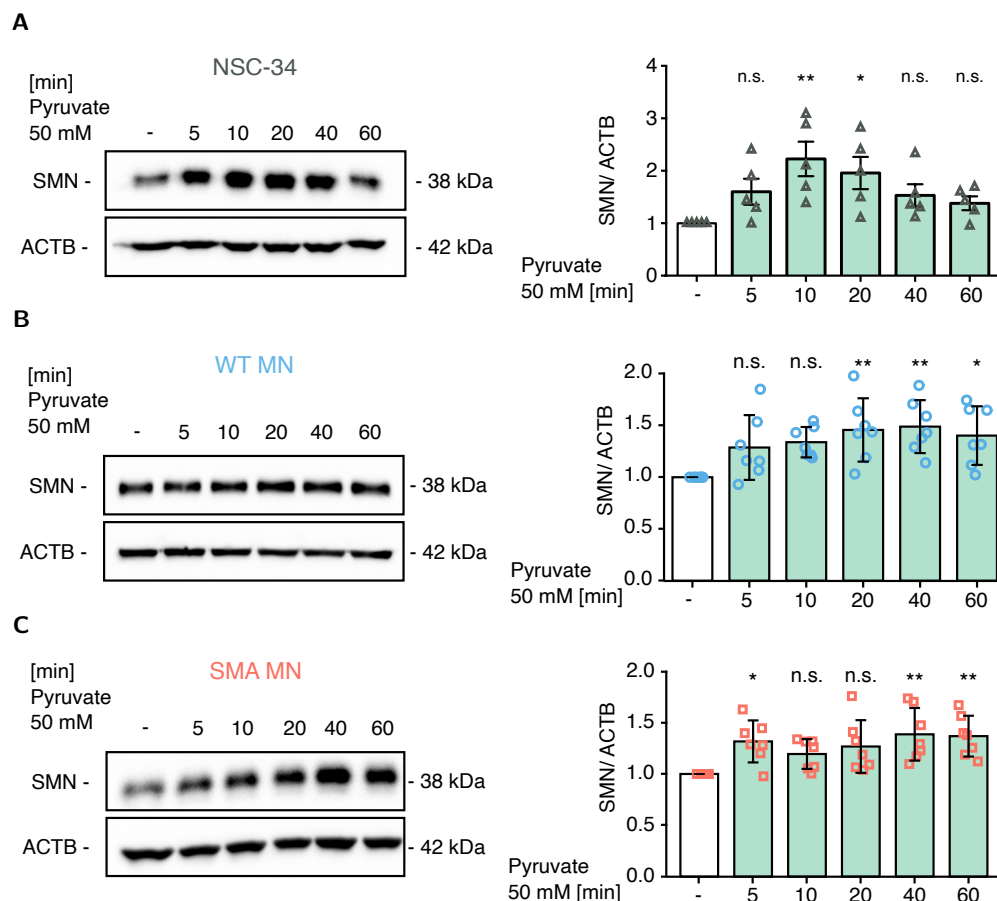 A
NSC-34
[min]
Pyruvate
50 mM - 5 10 20 40 60
SMN - - 38 kDa
ACTB - - 42 kDa
n.s. ** * n.s. n.s.
SMN/ ACTB
4
3
2
1
0
Pyruvate
50 mM [min] - 5 10 20 40 60
B
WT MN
[min]
Pyruvate
50 mM - 5 10 20 40 60
SMN - - 38 kDa
ACTB - - 42 kDa
n.s. n.s. ** ** *
SMN/ ACTB
2.0
1.5
1.0
0.5
0.0
Pyruvate
50 mM [min] - 5 10 20 40 60
C
SMA MN
[min]
Pyruvate
50 mM - 5 10 20 40 60
SMN - - 38 kDa
ACTB - - 42 kDa
* n.s. n.s. ** **
SMN/ ACTB
2.0
1.5
1.0
0.5
0.0
Pyruvate
50 mM [min] - 5 10 20 40 60